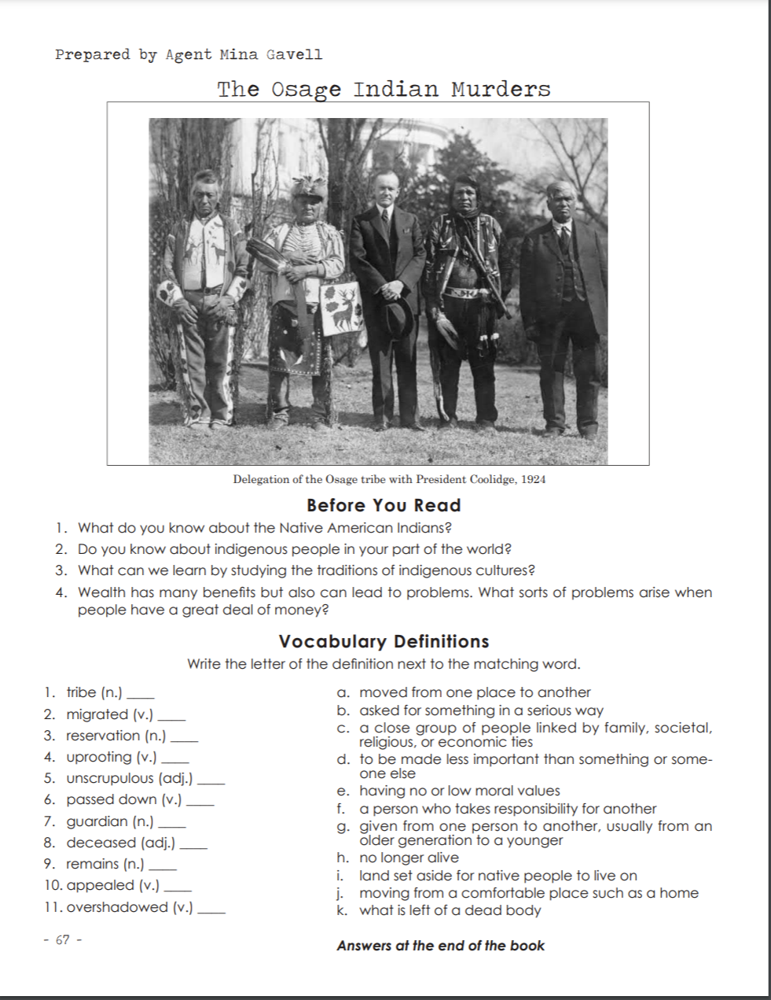 Prepared by Agent Mina Gavell
The Osage Indian Murders
Delegation of the Osage tribe with President Coolidge, 1924
Before You Read
1. What do you know about the Native American Indians?
2. Do you know about indigenous people in your part of the world?
3. What can we learn by studying the traditions of indigenous cultures?
4. Wealth has many benefits but also can lead to problems. What sorts of problems arise when
people have a great deal of money?
Vocabulary Definitions
Write the letter of the definition next to the matching word.
1. tribe (n.) ____
2. migrated (v.) ____
3. reservation (n.) ____
4. uprooting (v.) ____
5. unscrupulous (adj.) ____
6. passed down (v.) ____
7. guardian (n.) ____
8. deceased (adj.) ____
9. remains (n.) ____
10. appealed (v.) ____
11. overshadowed (v.) ____
a. moved from one place to another
b. asked for something in a serious way
c. a close group of people linked by family, societal,
religious, or economic ties
d. to be made less important than something or some-
one else
e. having no or low moral values
f. a person who takes responsibility for another
g. given from one person to another, usually from an
older generation to a younger
h. no longer alive
i. land set aside for native people to live on
j. moving from a comfortable place such as a home
k. what is left of a dead body
- 67 -
Answers at the end of the book